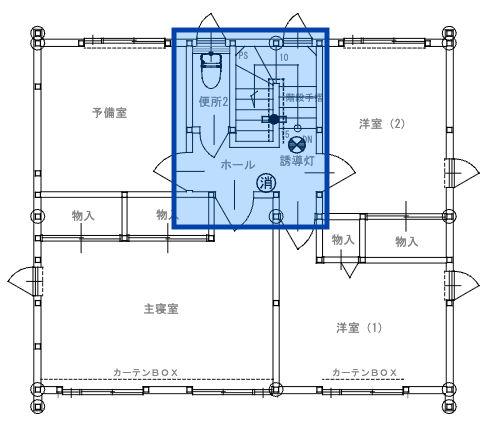 PS
10
便所2
階段手摺
予備室
洋室（2）
15
DN
誘導灯
ホール
消
物入
物入
物入
物入
主寝室
洋室（1）
カーテンＢＯＸ
カーテンＢＯＸ